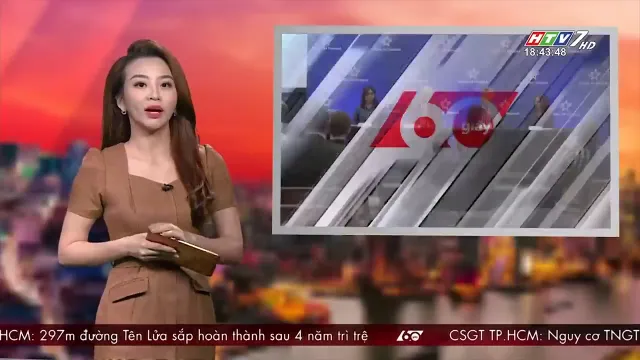 HTV7 HD
18:43:48
60 giây
HCM: 297m đường Tên Lửa sắp hoàn thành sau 4 năm trì trệ 60 CSGT TP.HCM: Nguy cơ TNGT